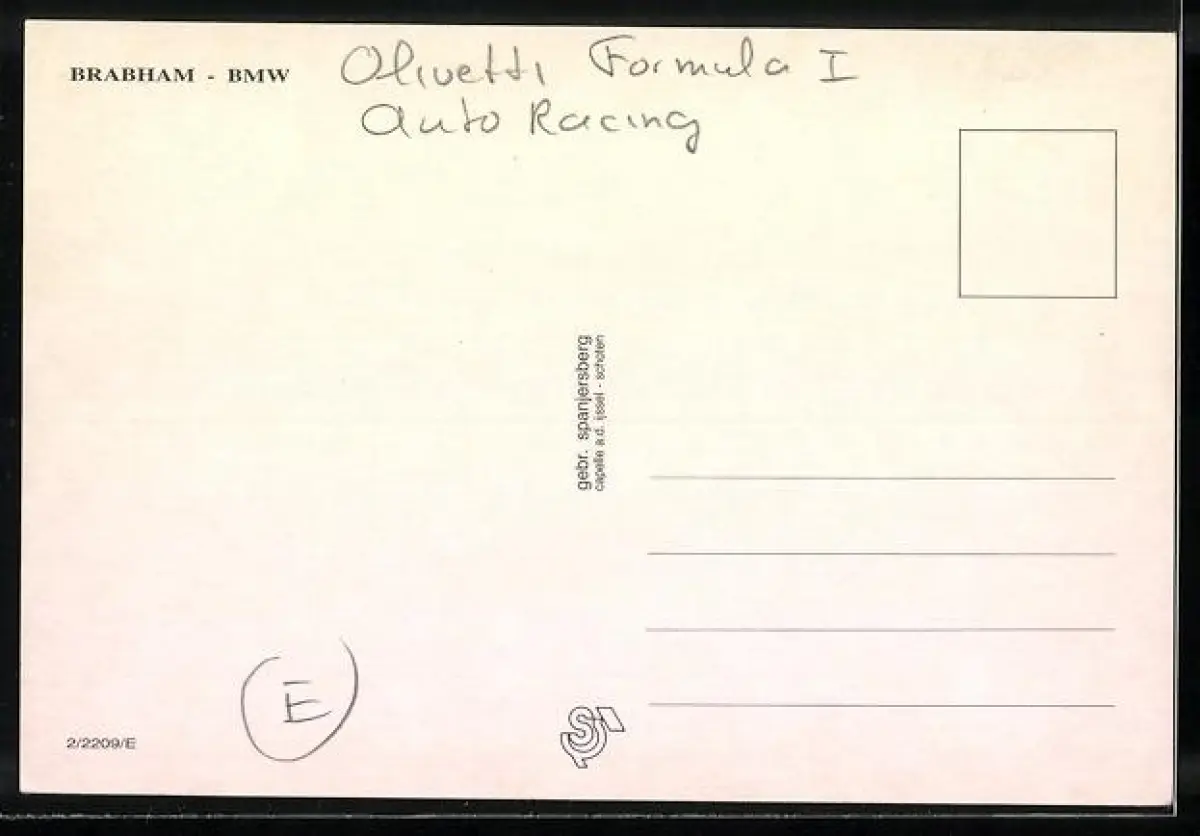 BRABHAM - BMW
Olivetti Formula I
Auto Racing
gebr. spanjersberg
capelle a.d. ijssel - schoten
E
2/2209/E